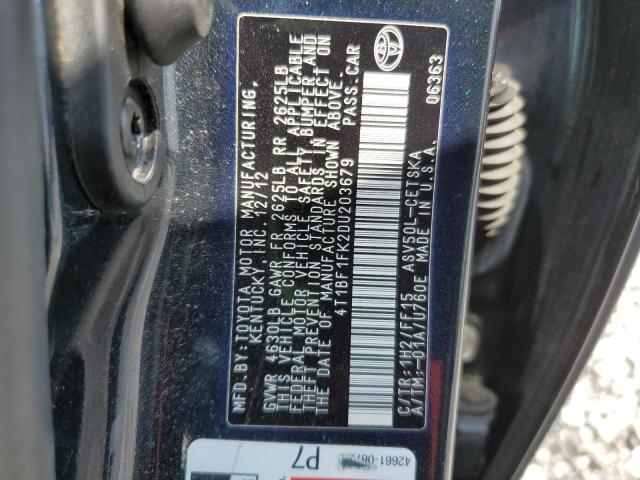 MFD.BY:TOYOTA MOTOR MANUFACTURING,
KENTUCKY,INC. 12/12
GVWR 4630LB GAWR FR 2625LB RR 2625LB
THIS VEHICLE CONFORMS TO ALL APPLICABLE
FEDERAL MOTOR VEHICLE SAFETY,BUMPER AND
THEFT PREVENTION STANDARDS IN EFFECT ON
THE DATE OF MANUFACTURE SHOWN ABOVE.
4T1BF1FK2DU203679 PASS.CAR
C/TR:1H2/FF15 ASV50L-CETSKA
A/TM:-01A/U760E MADE IN U.S.A. 06363
42661-06
P7